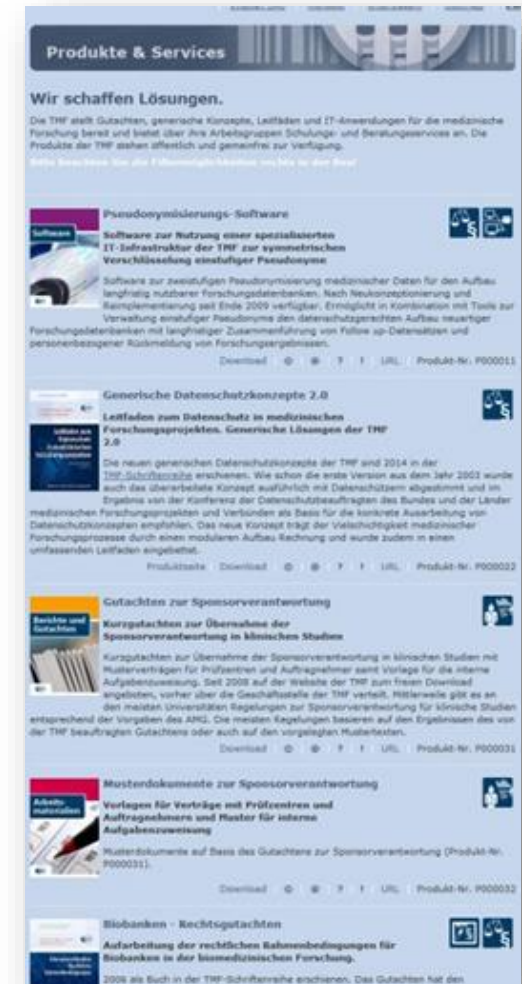 Produkte & Services
Wir schaffen Lösungen.
Die TMF stellt Gutachten, generische Konzepte, Leitfäden und IT-Anwendungen für die medizinische
Forschung bereit und bietet über ihre Arbeitsgruppen Schulungs- und Beratungsservices an. Die
Produkte der TMF stehen öffentlich und gemeinfrei zur Verfügung.
Bitte beachten Sie die Filtermöglichkeiten rechts in der Box!
Software
Pseudonymisierungs-Software
Software zur Nutzung einer spezialisierten
IT-Infrastruktur der TMF zur symmetrischen
Verschlüsselung einstufiger Pseudonyme
Software zur zweistufigen Pseudonymisierung medizinischer Daten für den Aufbau
langfristig nutzbarer Forschungsdatenbanken. Nach Neukonzeptionierung und
Reimplementierung seit Ende 2009 verfügbar. Ermöglicht in Kombination mit Tools zur
Verwaltung einstufiger Pseudonyme den datenschutzgerechten Aufbau neuartiger
Forschungsdatenbanken mit langfristiger Zusammenführung von Follow up-Datensätzen und
personenbezogener Rückmeldung von Forschungsergebnissen.
Download ? ! URL Produkt-Nr. P000011
Generische Datenschutzkonzepte 2.0
Leitfaden zum Datenschutz in medizinischen
Forschungsprojekten. Generische Lösungen der TMF
2.0
Die neuen generischen Datenschutzkonzepte der TMF sind 2014 in der
TMF-Schriftenreihe erschienen. Wie schon die erste Version aus dem Jahr 2003 wurde
auch das überarbeitete Konzept ausführlich mit Datenschützern abgestimmt und im
Ergebnis von der Konferenz der Datenschutzbeauftragten des Bundes und der Länder
medizinischen Forschungsprojekten und Verbünden als Basis für die konkrete Ausarbeitung von
Datenschutzkonzepten empfohlen. Das neue Konzept trägt der Vielschichtigkeit medizinischer
Forschungsprozesse durch einen modularen Aufbau Rechnung und wurde zudem in einen
umfassenden Leitfaden eingebettet.
Produktseite Download ? ! URL Produkt-Nr. P000022
Berichte und
Gutachten
Gutachten zur Sponsorverantwortung
Kurzgutachten zur Übernahme der
Sponsorverantwortung in klinischen Studien
Kurzgutachten zur Übernahme der Sponsorverantwortung in klinischen Studien mit
Musterverträgen für Prüfzentren und Auftragnehmer samt Vorlage für die interne
Aufgabenzuweisung. Seit 2008 auf der Website der TMF zum freien Download
angeboten, vorher über die Geschäftsstelle der TMF verteilt. Mittlerweile gibt es an
den meisten Universitäten Regelungen zur Sponsorverantwortung für klinische Studien
entsprechend der Vorgaben des AMG. Die meisten Regelungen basieren auf den Ergebnissen des von
der TMF beauftragten Gutachtens oder auch auf den vorgelegten Mustertexten.
Download ? ! URL Produkt-Nr. P000031
Arbeits-
materialien
Musterdokumente zur Sponsorverantwortung
Vorlagen für Verträge mit Prüfzentren und
Auftragnehmern und Muster für interne
Aufgabenzuweisung
Musterdokumente auf Basis des Gutachtens zur Sponsorverantwortung (Produkt-Nr.
P000031).
Download ? ! URL Produkt-Nr. P000032
Biobanken - Rechtsgutachten
Aufarbeitung der rechtlichen Rahmenbedingungen für
Biobanken in der biomedizinischen Forschung.
2006 als Buch in der TMF-Schriftenreihe erschienen. Das Gutachten hat den